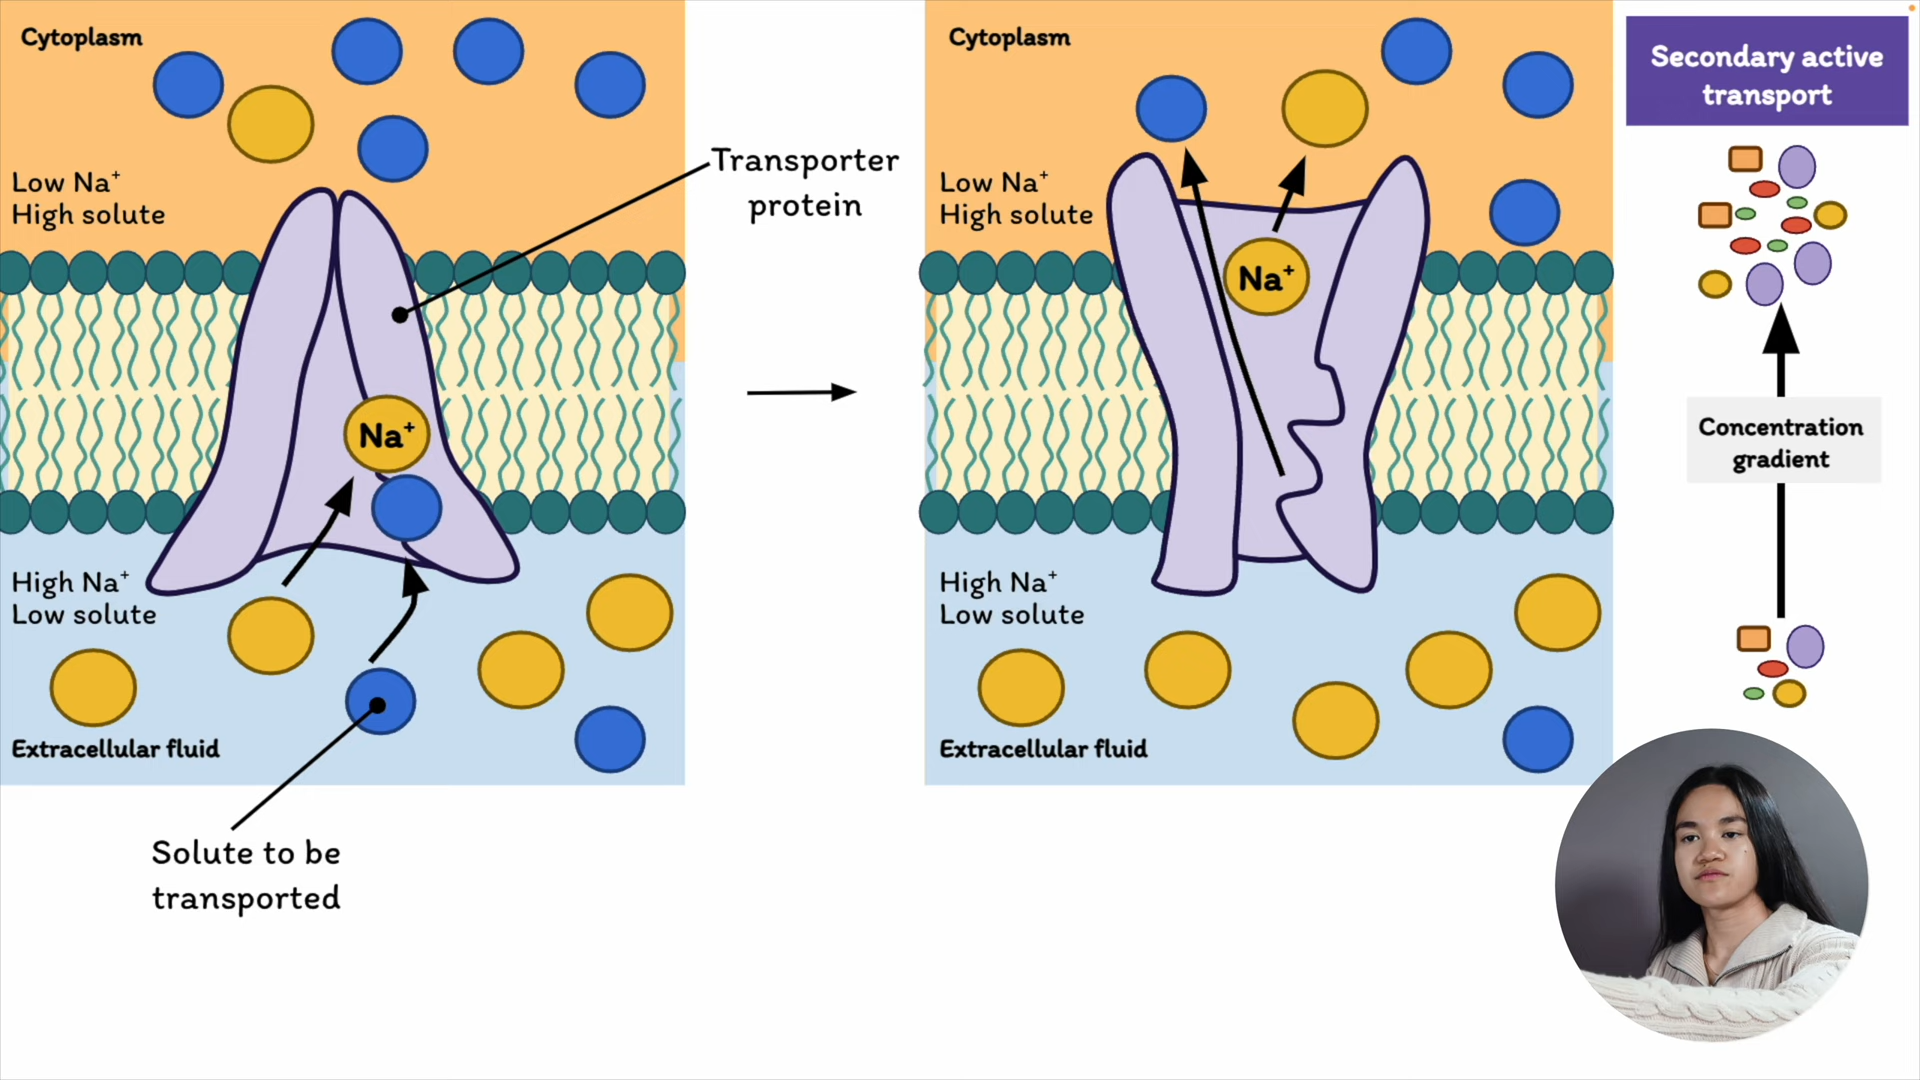 Cytoplasm
Low Na⁺
High solute
Na⁺
High Na⁺
Low solute
Extracellular fluid
Solute to be
transported
Transporter
protein
Cytoplasm
Low Na⁺
High solute
Na⁺
High Na⁺
Low solute
Extracellular fluid
Secondary active
transport
Concentration
gradient